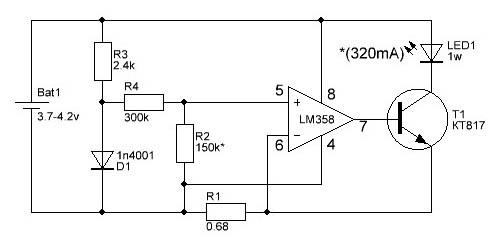 R3
2.4k
*(320mA)
LED1
1w
Bat1
3.7-4.2v
R4
300k
5
8
+
LM358
T1
KT817
R2
150k*
6
−
4
7
1n4001
D1
R1
0.68